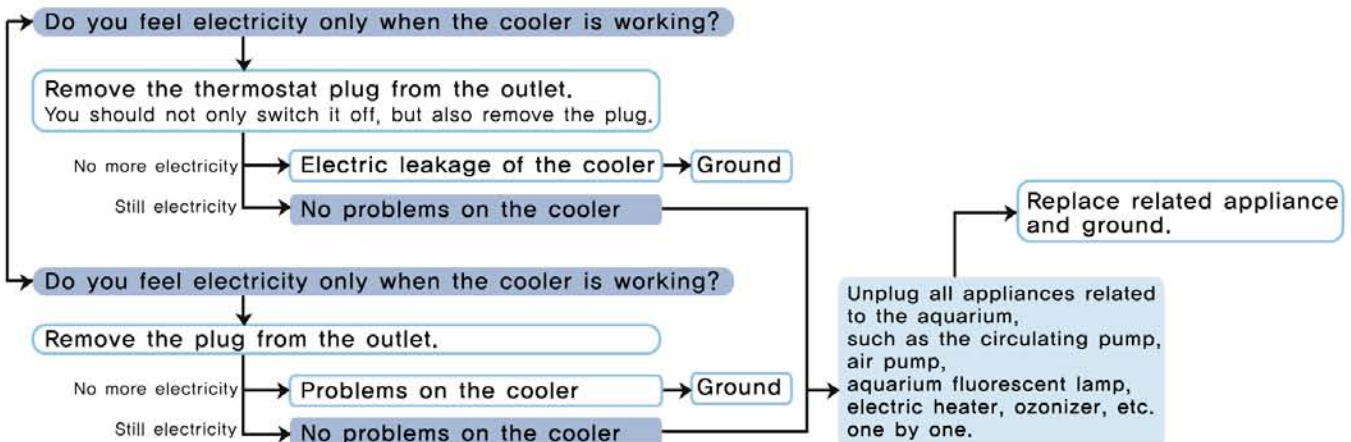 Do you feel electricity only when the cooler is working?
Remove the thermostat plug from the outlet.
You should not only switch it off, but also remove the plug.
No more electricity
Electric leakage of the cooler
Ground
Still electricity
No problems on the cooler
Replace related appliance
and ground.
Do you feel electricity only when the cooler is working?
Remove the plug from the outlet.
No more electricity
Problems on the cooler
Ground
Still electricity
No problems on the cooler
Unplug all appliances related
to the aquarium,
such as the circulating pump,
air pump,
aquarium fluorescent lamp,
electric heater, ozonizer, etc.
one by one.